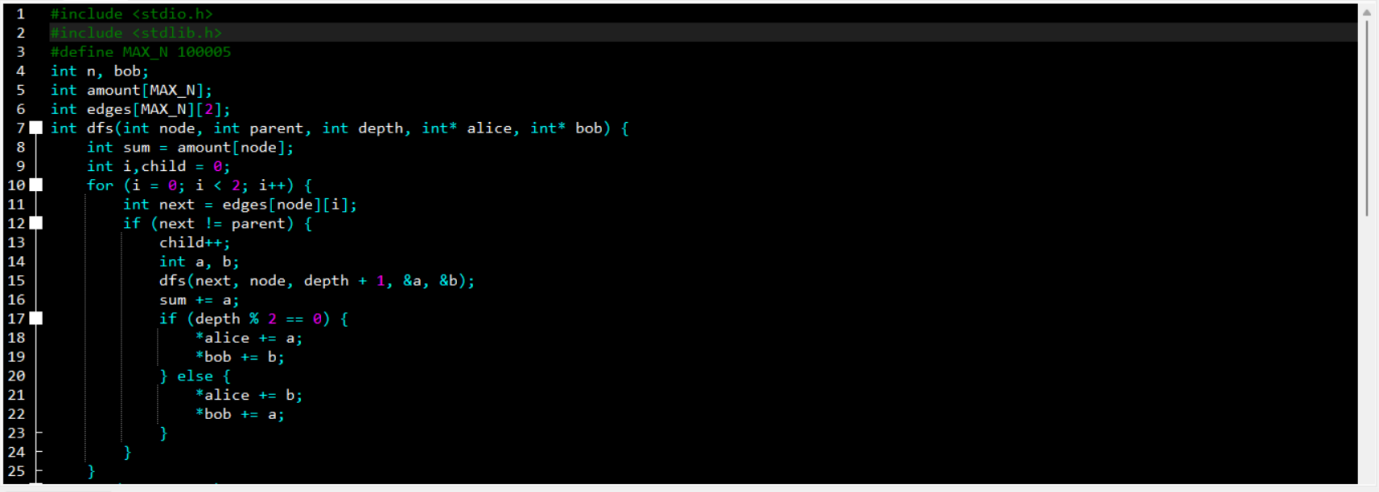 1 #include <stdio.h>
2 #include <stdlib.h>
3 #define MAX_N 100005
4 int n, bob;
5 int amount[MAX_N];
6 int edges[MAX_N][2];
7 int dfs(int node, int parent, int depth, int* alice, int* bob) {
8     int sum = amount[node];
9     int i,child = 0;
10     for (i = 0; i < 2; i++) {
11         int next = edges[node][i];
12         if (next != parent) {
13             child++;
14             int a, b;
15             dfs(next, node, depth + 1, &a, &b);
16             sum += a;
17             if (depth % 2 == 0) {
18                 *alice += a;
19                 *bob += b;
20             } else {
21                 *alice += b;
22                 *bob += a;
23             }
24         }
25     }